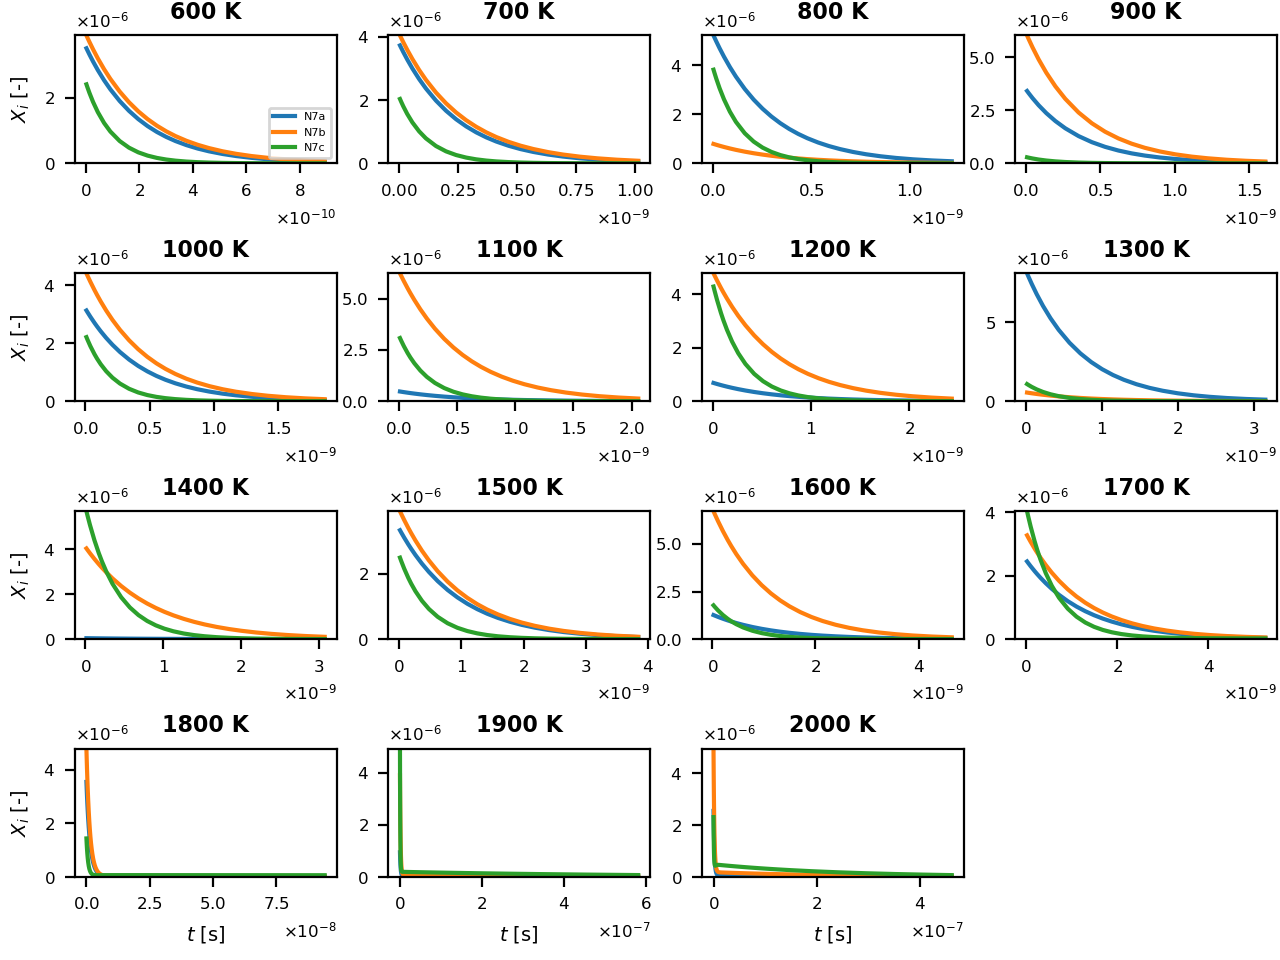 600 K 700 K 800 K 900 K
×10⁻⁶ ×10⁻⁶ ×10⁻⁶ ×10⁻⁶
Xᵢ [-]
2 0
4 2 0
4 2 0
5.0 2.5 0.0
N7a
N7b
N7c
0 2 4 6 8
0.00 0.25 0.50 0.75 1.00
0.0 0.5 1.0
0.0 0.5 1.0 1.5
×10⁻¹⁰ ×10⁻⁹ ×10⁻⁹ ×10⁻⁹
1000 K 1100 K 1200 K 1300 K
×10⁻⁶ ×10⁻⁶ ×10⁻⁶ ×10⁻⁶
Xᵢ [-]
4 2 0
5.0 2.5 0.0
4 2 0
5 0
0.0 0.5 1.0 1.5
0.0 0.5 1.0 1.5 2.0
0 1 2
0 1 2 3
×10⁻⁹ ×10⁻⁹ ×10⁻⁹ ×10⁻⁹
1400 K 1500 K 1600 K 1700 K
×10⁻⁶ ×10⁻⁶ ×10⁻⁶ ×10⁻⁶
Xᵢ [-]
4 2 0
2 0
5.0 2.5 0.0
4 2 0
0 1 2 3
0 1 2 3 4
0 2 4
0 2 4
×10⁻⁹ ×10⁻⁹ ×10⁻⁹ ×10⁻⁹
1800 K 1900 K 2000 K
×10⁻⁶ ×10⁻⁶ ×10⁻⁶
Xᵢ [-]
4 2 0
4 2 0
4 2 0
0.0 2.5 5.0 7.5
0 2 4 6
0 2 4
t [s] ×10⁻⁸ t [s] ×10⁻⁷ t [s] ×10⁻⁷